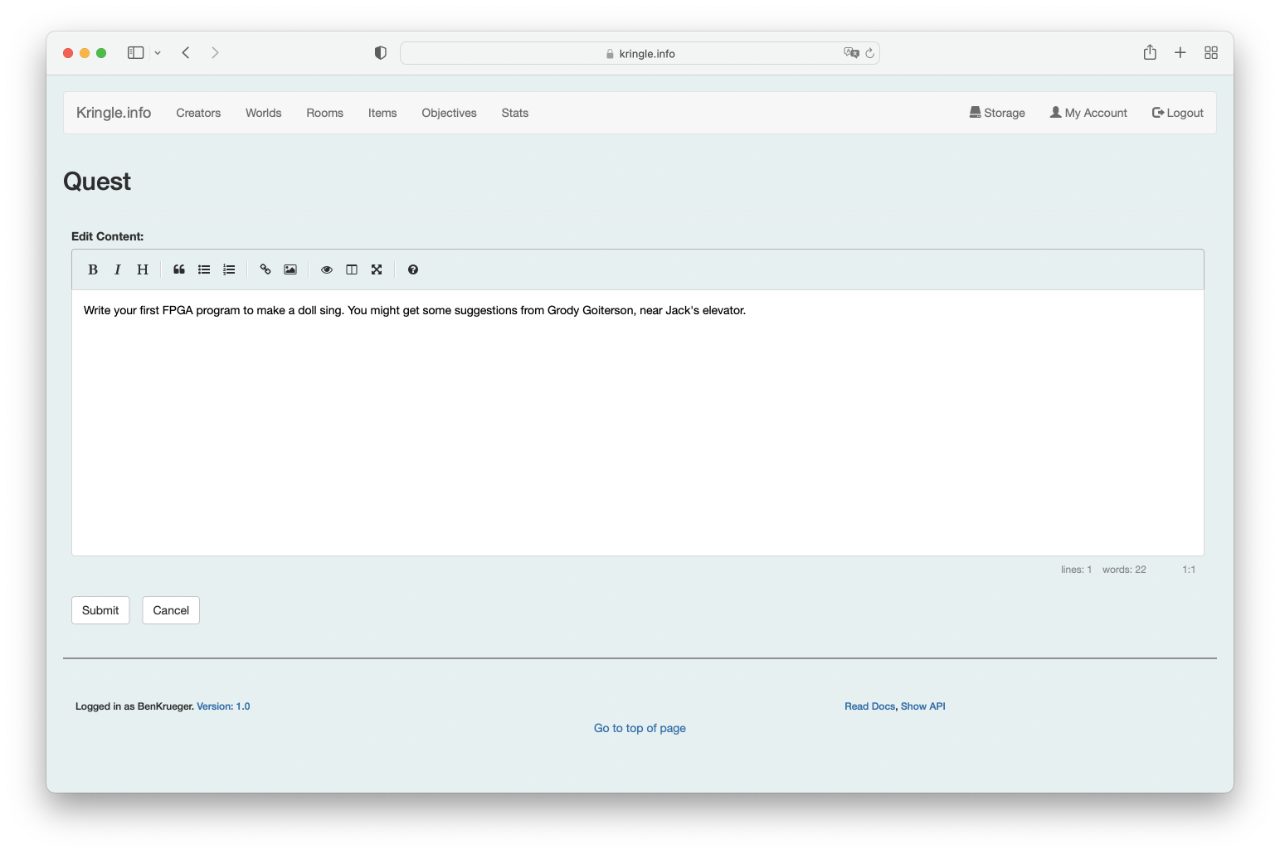 kringle.info
Kringle.info Creators Worlds Rooms Items Objectives Stats Storage My Account Logout
Quest
Edit Content:
B I H
Write your first FPGA program to make a doll sing. You might get some suggestions from Grody Goiterson, near Jack's elevator.
lines: 1 words: 22 1:1
Submit Cancel
Logged in as BenKrueger. Version: 1.0 Read Docs, Show API
Go to top of page